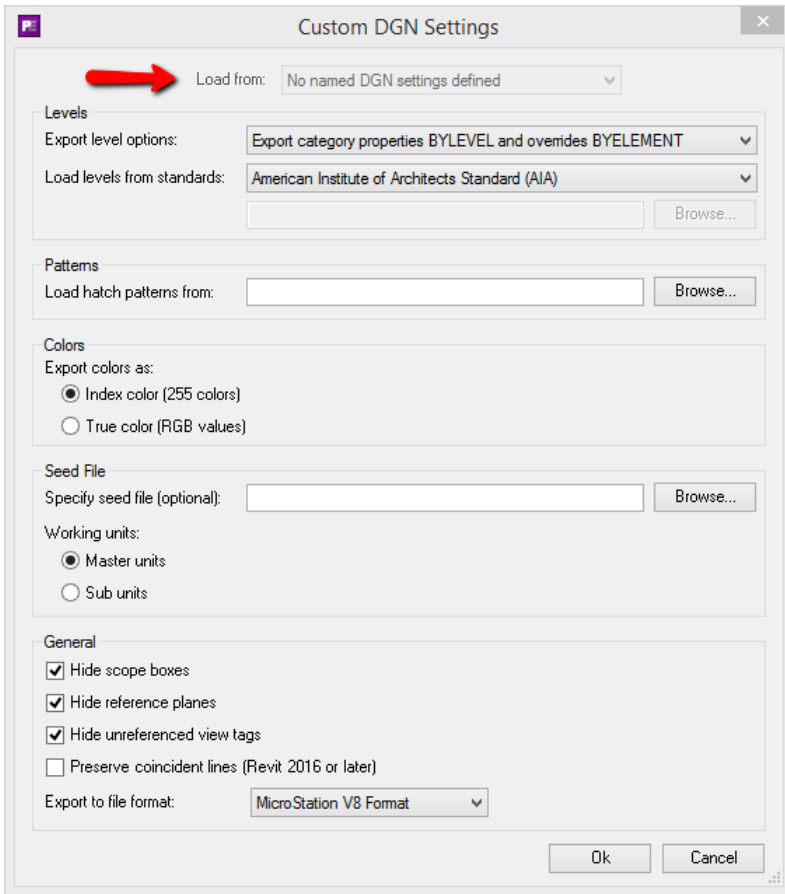 PE
Custom DGN Settings
×
Load from: No named DGN settings defined
Levels
Export level options: Export category properties BYLEVEL and overrides BYELEMENT
Load levels from standards: American Institute of Architects Standard (AIA)
Browse...
Patterns
Load hatch patterns from: Browse...
Colors
Export colors as:
Index color (255 colors)
True color (RGB values)
Seed File
Specify seed file (optional): Browse...
Working units:
Master units
Sub units
General
Hide scope boxes
Hide reference planes
Hide unreferenced view tags
Preserve coincident lines (Revit 2016 or later)
Export to file format: MicroStation V8 Format
Ok Cancel